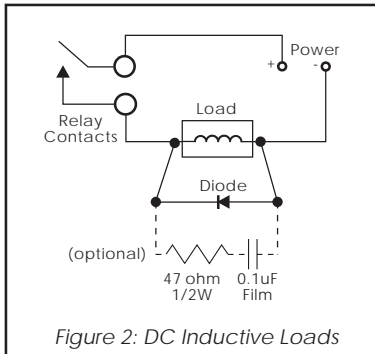 Power
+ -
Load
Relay
Contacts
Diode
(optional)
47 ohm
1/2W
0.1uF
Film
Figure 2: DC Inductive Loads